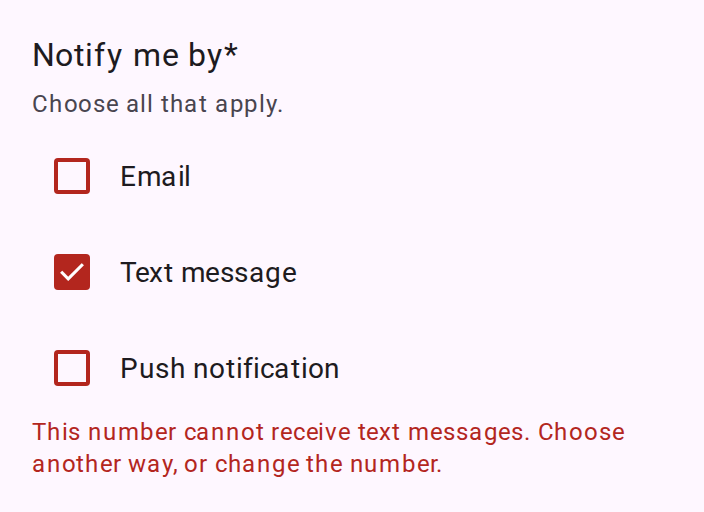 Notify me by*
Choose all that apply.
Email
Text message
Push notification
This number cannot receive text messages. Choose
another way, or change the number.